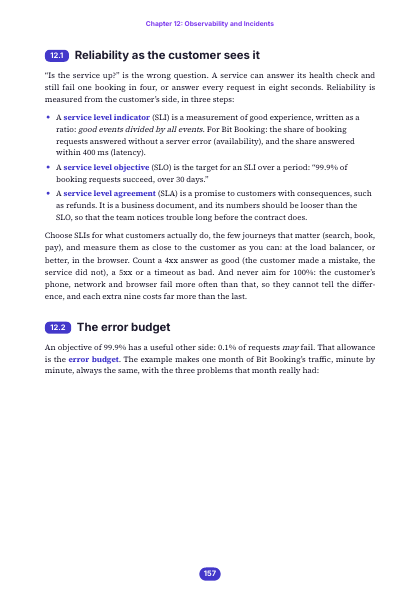 Chapter 12: Observability and Incidents
12.1 Reliability as the customer sees it
“Is the service up?” is the wrong question. A service can answer its health check and
still fail one booking in four, or answer every request in eight seconds. Reliability is
measured from the customer’s side, in three steps:
• A service level indicator (SLI) is a measurement of good experience, written as a
ratio: good events divided by all events. For Bit Booking: the share of booking
requests answered without a server error (availability), and the share answered
within 400 ms (latency).
• A service level objective (SLO) is the target for an SLI over a period: “99.9% of
booking requests succeed, over 30 days.”
• A service level agreement (SLA) is a promise to customers with consequences, such
as refunds. It is a business document, and its numbers should be looser than the
SLO, so that the team notices trouble long before the contract does.
Choose SLIs for what customers actually do, the few journeys that matter (search, book,
pay), and measure them as close to the customer as you can: at the load balancer, or
better, in the browser. Count a 4xx answer as good (the customer made a mistake, the
service did not), a 5xx or a timeout as bad. And never aim for 100%: the customer’s
phone, network and browser fail more often than that, so they cannot tell the differ-
ence, and each extra nine costs far more than the last.
12.2 The error budget
An objective of 99.9% has a useful other side: 0.1% of requests may fail. That allowance
is the error budget. The example makes one month of Bit Booking’s traffic, minute by
minute, always the same, with the three problems that month really had:
157